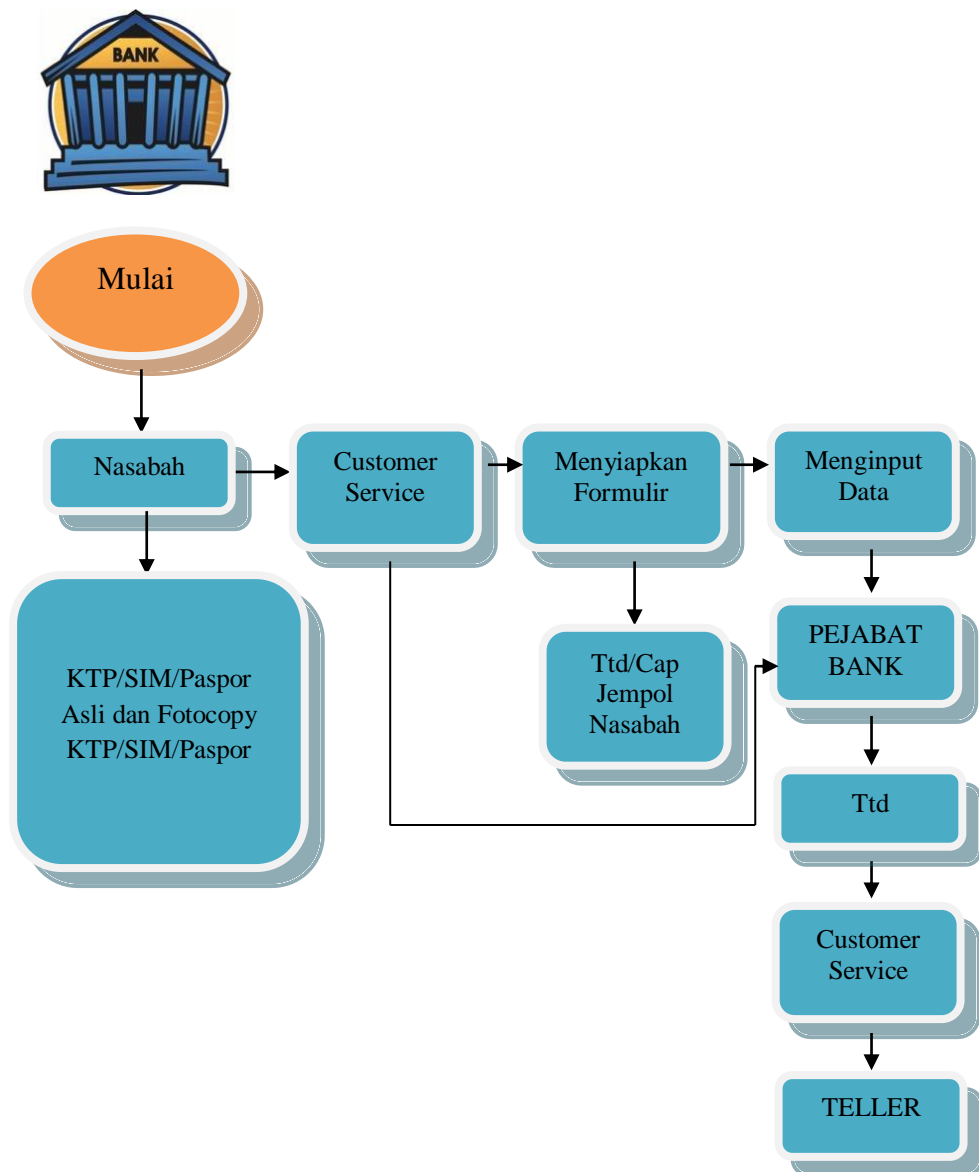 BANK
Mulai
Nasabah
Customer
Service
Menyiapkan
Formulir
Menginput
Data
KTP/SIM/Paspor
Asli dan Fotocopy
KTP/SIM/Paspor
Ttd/Cap
Jempol
Nasabah
PEJABAT
BANK
Ttd
Customer
Service
TELLER